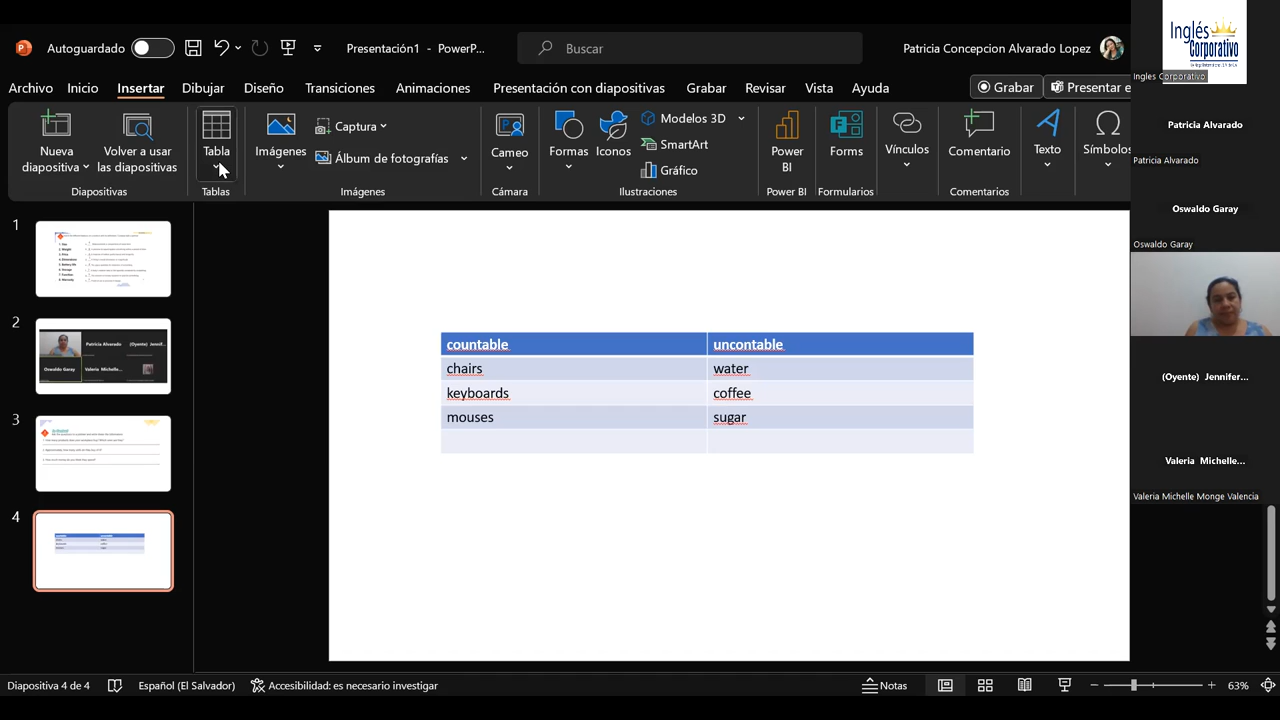 Autoguardado
Presentación1 - PowerP...
Buscar
Patricia Concepcion Alvarado Lopez
Archivo Inicio Insertar Dibujar Diseño Transiciones Animaciones Presentación con diapositivas Grabar Revisar Vista Ayuda
Grabar
Presentar e
Nueva diapositiva
Volver a usar las diapositivas
Diapositivas
Tabla
Tablas
Imágenes
Captura
Álbum de fotografías
Imágenes
Cameo
Cámara
Formas
Iconos
Modelos 3D
SmartArt
Gráfico
Ilustraciones
Power BI
Power BI
Forms
Formularios
Vínculos
Comentario
Comentarios
Texto
Símbolos
1
2
3
4
countable uncontable
chairs water
keyboards coffee
mouses sugar
Inglés
Corporativo
Ingles Corporativo
Patricia Alvarado
Patricia Alvarado
Oswaldo Garay
Oswaldo Garay
(Oyente) Jennifer...
Valeria Michelle...
Valeria Michelle Monge Valencia
Diapositiva 4 de 4
Español (El Salvador)
Accesibilidad: es necesario investigar
Notas
63%